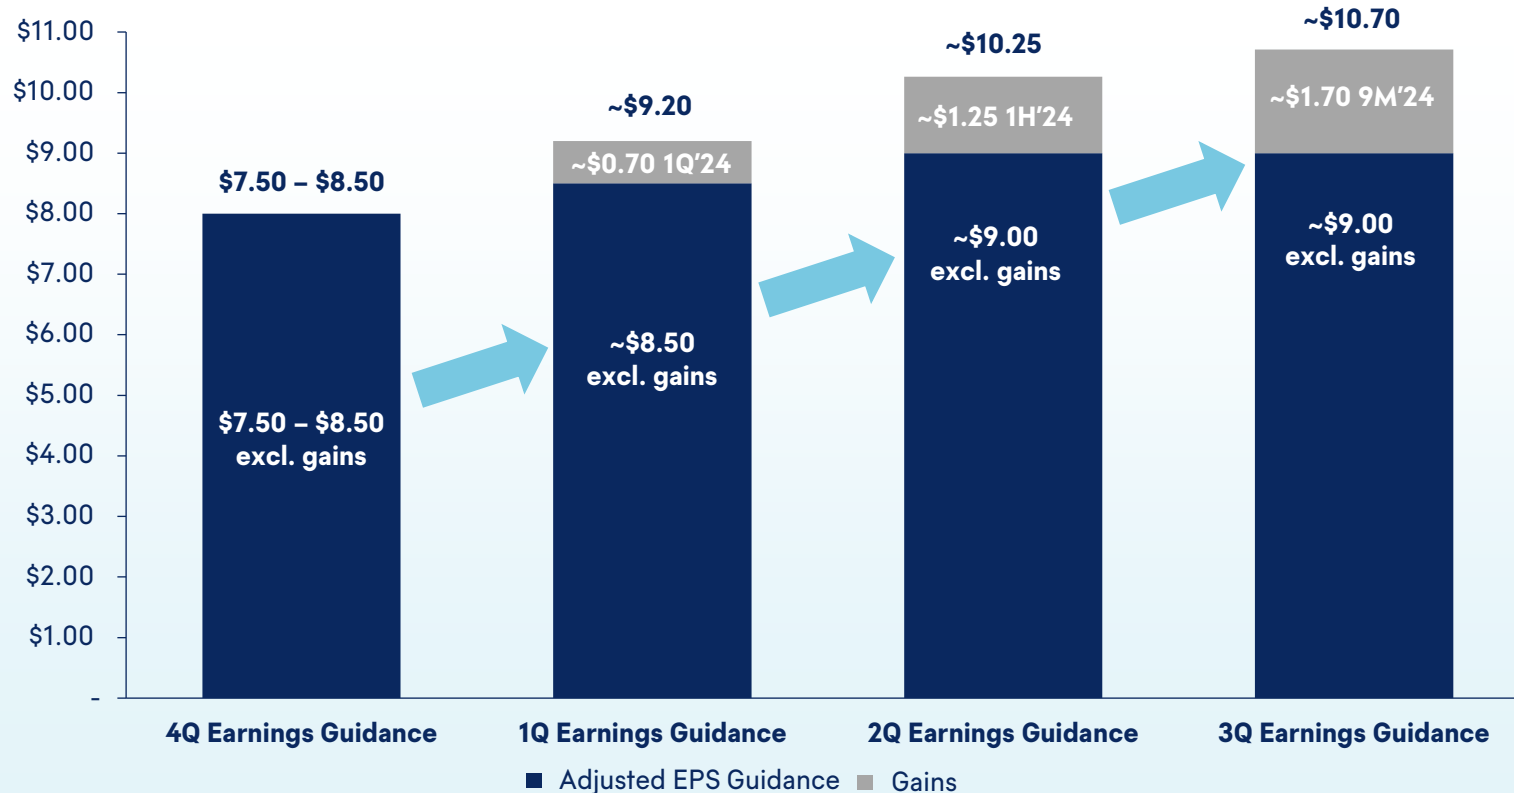 ~$10.70
$11.00
~$10.25
$10.00
~$9.20
~$1.70 9M’24
~$1.25 1H’24
$9.00
~$0.70 1Q’24
$7.50 – $8.50
$8.00
~$9.00
excl. gains
~$9.00
excl. gains
$7.00
$6.00
~$8.50
excl. gains
$5.00
$7.50 – $8.50
excl. gains
$4.00
$3.00
$2.00
$1.00
-
4Q Earnings Guidance
1Q Earnings Guidance
2Q Earnings Guidance
3Q Earnings Guidance
Adjusted EPS Guidance
Gains